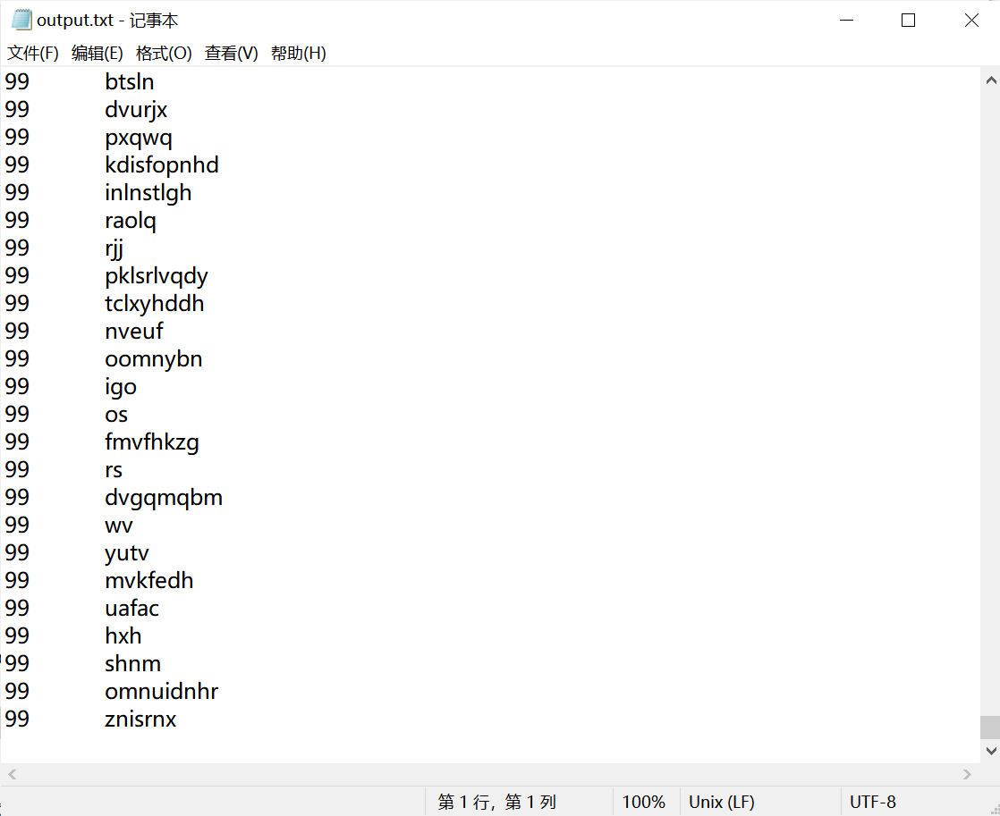 output.txt - 记事本
文件(F) 编辑(E) 格式(O) 查看(V) 帮助(H)
99 btsln
99 dvurjx
99 pxqwq
99 kdisfopnhd
99 inlnstlgh
99 raolq
99 rjj
99 pklsrlvqdy
99 tclxyhddh
99 nveuf
99 oomnybn
99 igo
99 os
99 fmvfhkzg
99 rs
99 dvgqmqbm
99 wv
99 yutv
99 mvkfedh
99 uafac
99 hxh
99 shnm
99 omnuidnhr
99 znisrnx
第 1 行，第 1 列 100% Unix (LF) UTF-8